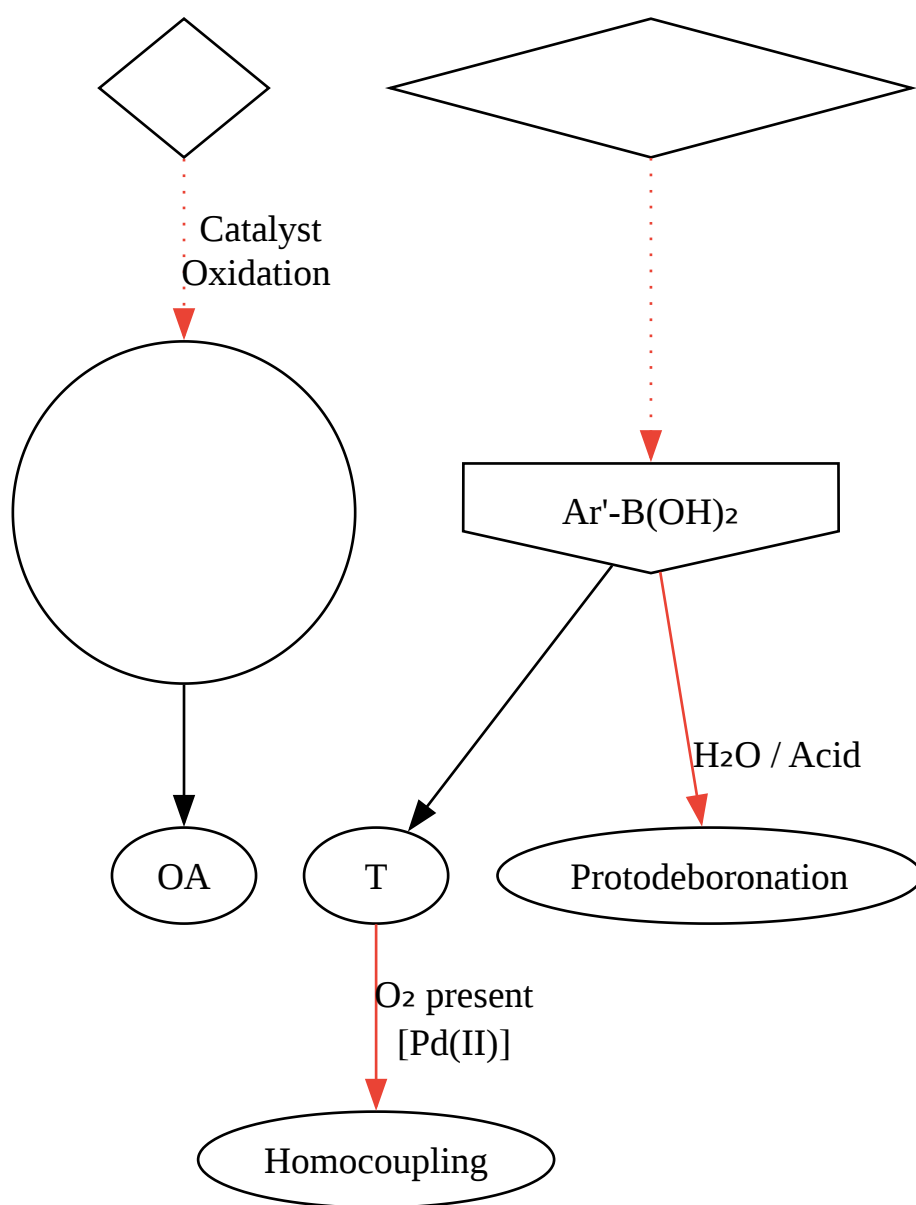 Catalyst
Oxidation
Ar'-B(OH)₂
H₂O / Acid
OA
T
Protodeboronation
O₂ present
[Pd(II)]
Homocoupling